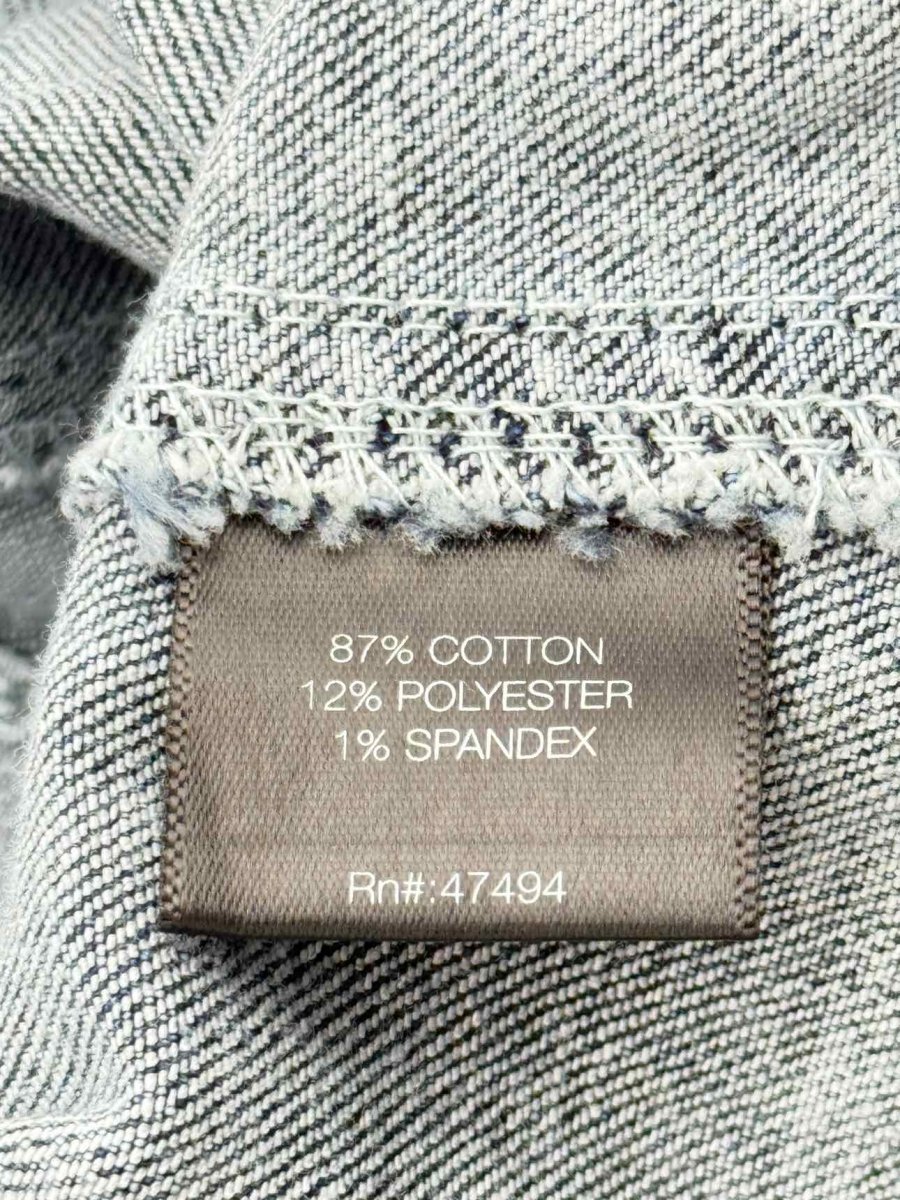 87% COTTON
12% POLYESTER
1% SPANDEX
Rn#:47494